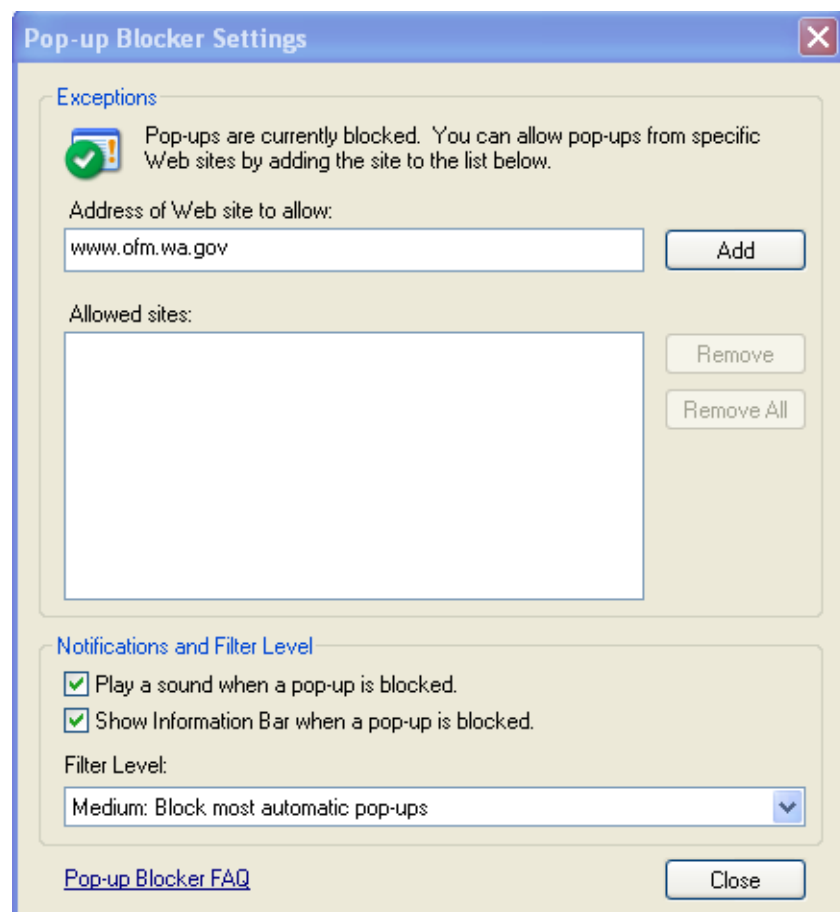 Pop-up Blocker Settings
Exceptions
Pop-ups are currently blocked. You can allow pop-ups from specific
Web sites by adding the site to the list below.
Address of Web site to allow:
www.ofm.wa.gov
Add
Allowed sites:
Remove
Remove All
Notifications and Filter Level
Play a sound when a pop-up is blocked.
Show Information Bar when a pop-up is blocked.
Filter Level:
Medium: Block most automatic pop-ups
Pop-up Blocker FAQ
Close